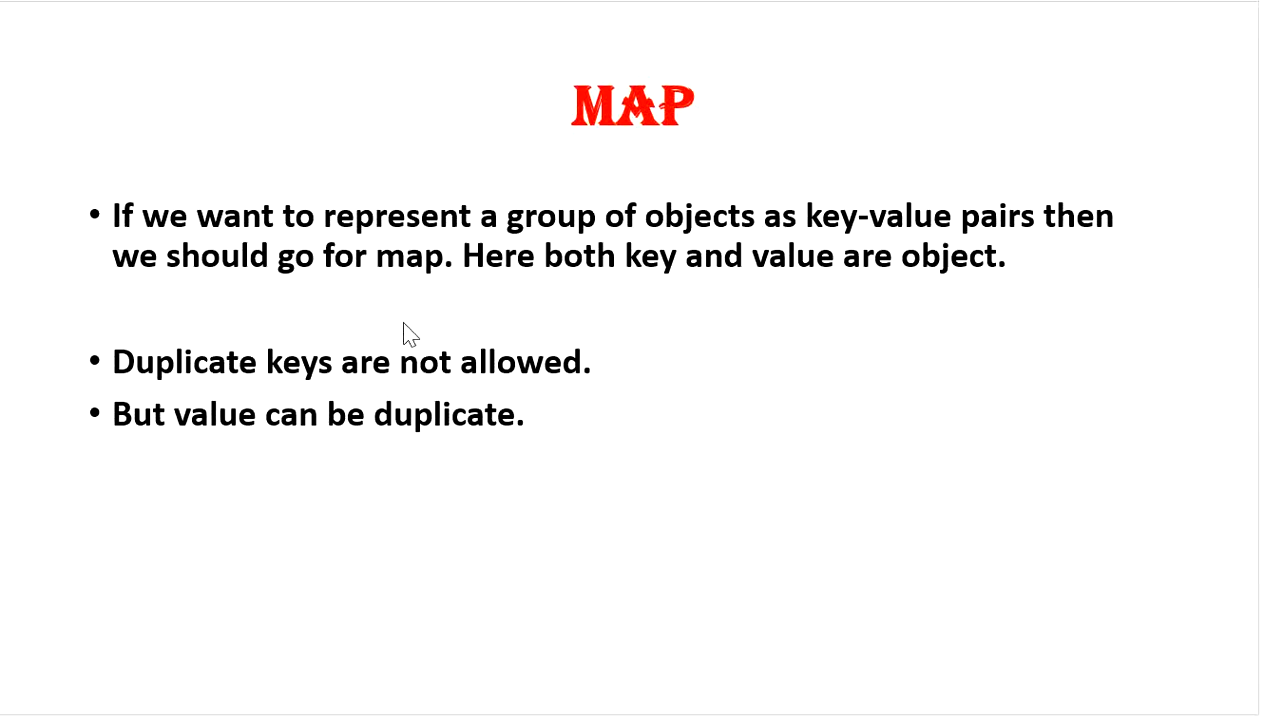 MAP
• If we want to represent a group of objects as key-value pairs then
we should go for map. Here both key and value are object.
• Duplicate keys are not allowed.
• But value can be duplicate.